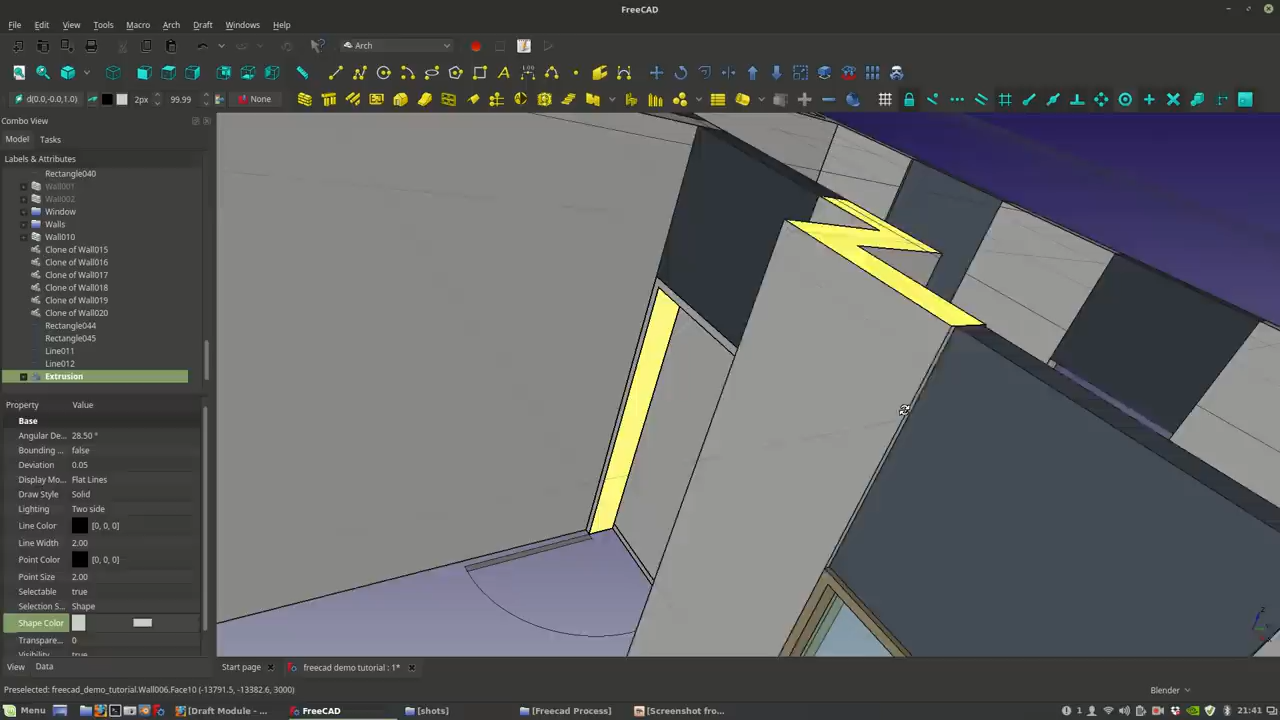 FreeCAD
File Edit View Tools Macro Arch Draft Windows Help
Arch
d(0.0,-0.0,1.0) 2px 99.99 None
Combo View
Model Tasks
Labels & Attributes
Rectangle040
Wall001
Wall002
Window
Walls
Wall010
Clone of Wall015
Clone of Wall016
Clone of Wall017
Clone of Wall018
Clone of Wall019
Clone of Wall020
Rectangle044
Rectangle045
Line011
Line012
Extrusion
Property Value
Base
Angular De... 28.50 °
Bounding ... false
Deviation 0.05
Display Mo... Flat Lines
Draw Style Solid
Lighting Two side
Line Color [0, 0, 0]
Line Width 2.00
Point Color [0, 0, 0]
Point Size 2.00
Selectable true
Selection S... Shape
Shape Color
Transpare... 0
Visibility true
View Data
Start page freecad demo tutorial : 1*
Preselected: freecad_demo_tutorial.Wall006.Face10 (-13791.5, -13382.6, 3000) Blender
Menu [Draft Module - ... FreeCAD [shots] [Freecad Process] [Screenshot fro... 1 21:41